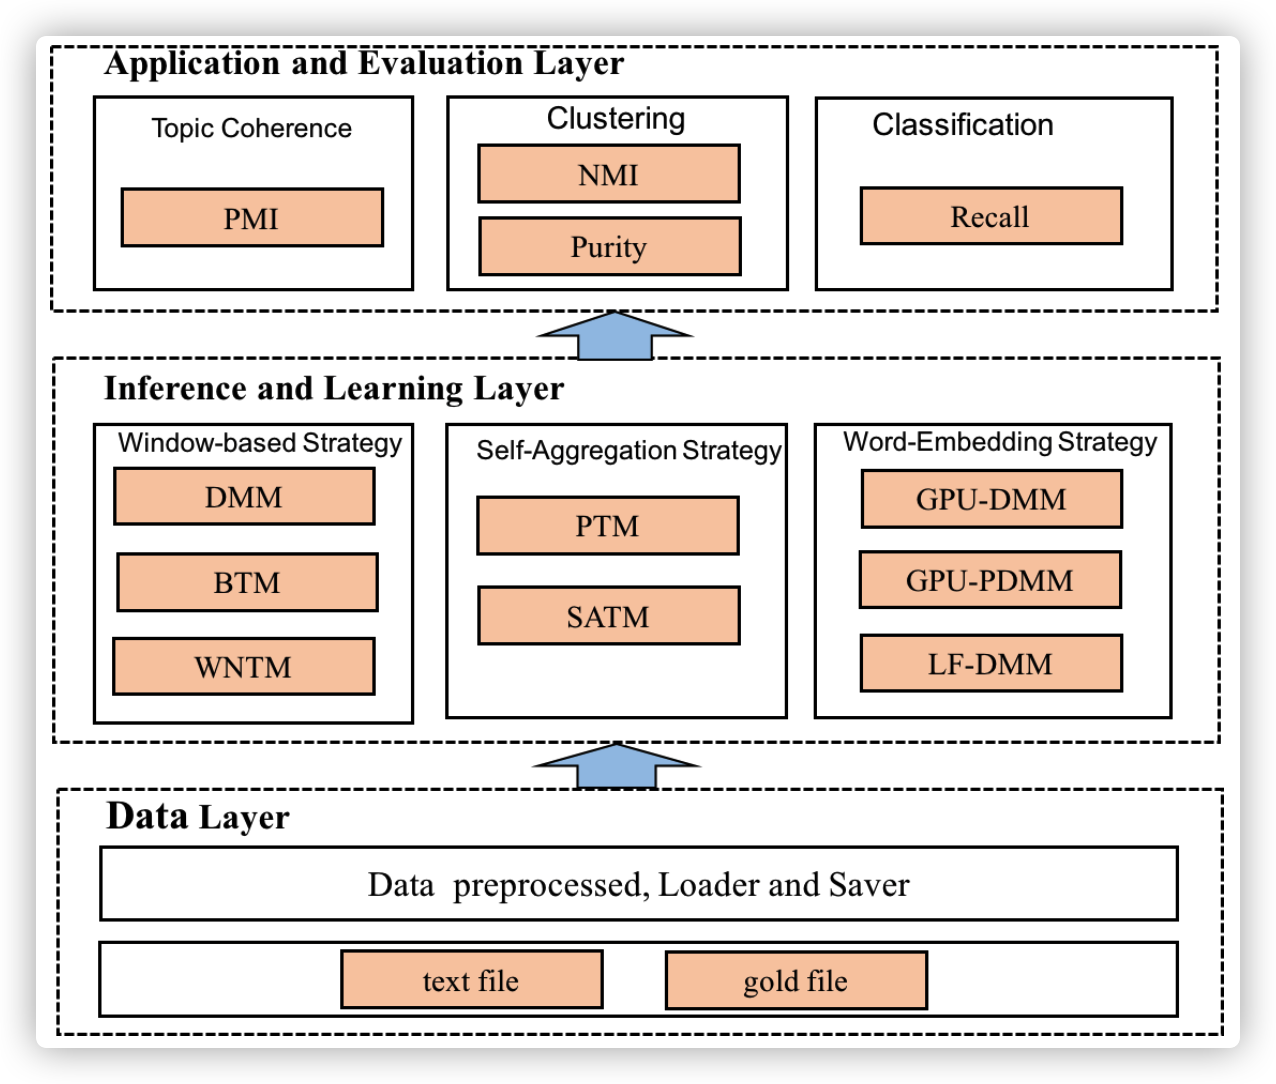 Application and Evaluation Layer
Topic Coherence
PMI
Clustering
NMI
Purity
Classification
Recall
Inference and Learning Layer
Window-based Strategy
DMM
BTM
WNTM
Self-Aggregation Strategy
PTM
SATM
Word-Embedding Strategy
GPU-DMM
GPU-PDMM
LF-DMM
Data Layer
Data preprocessed, Loader and Saver
text file
gold file